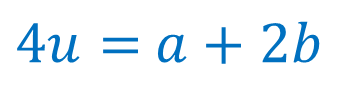 4u = a + 2b